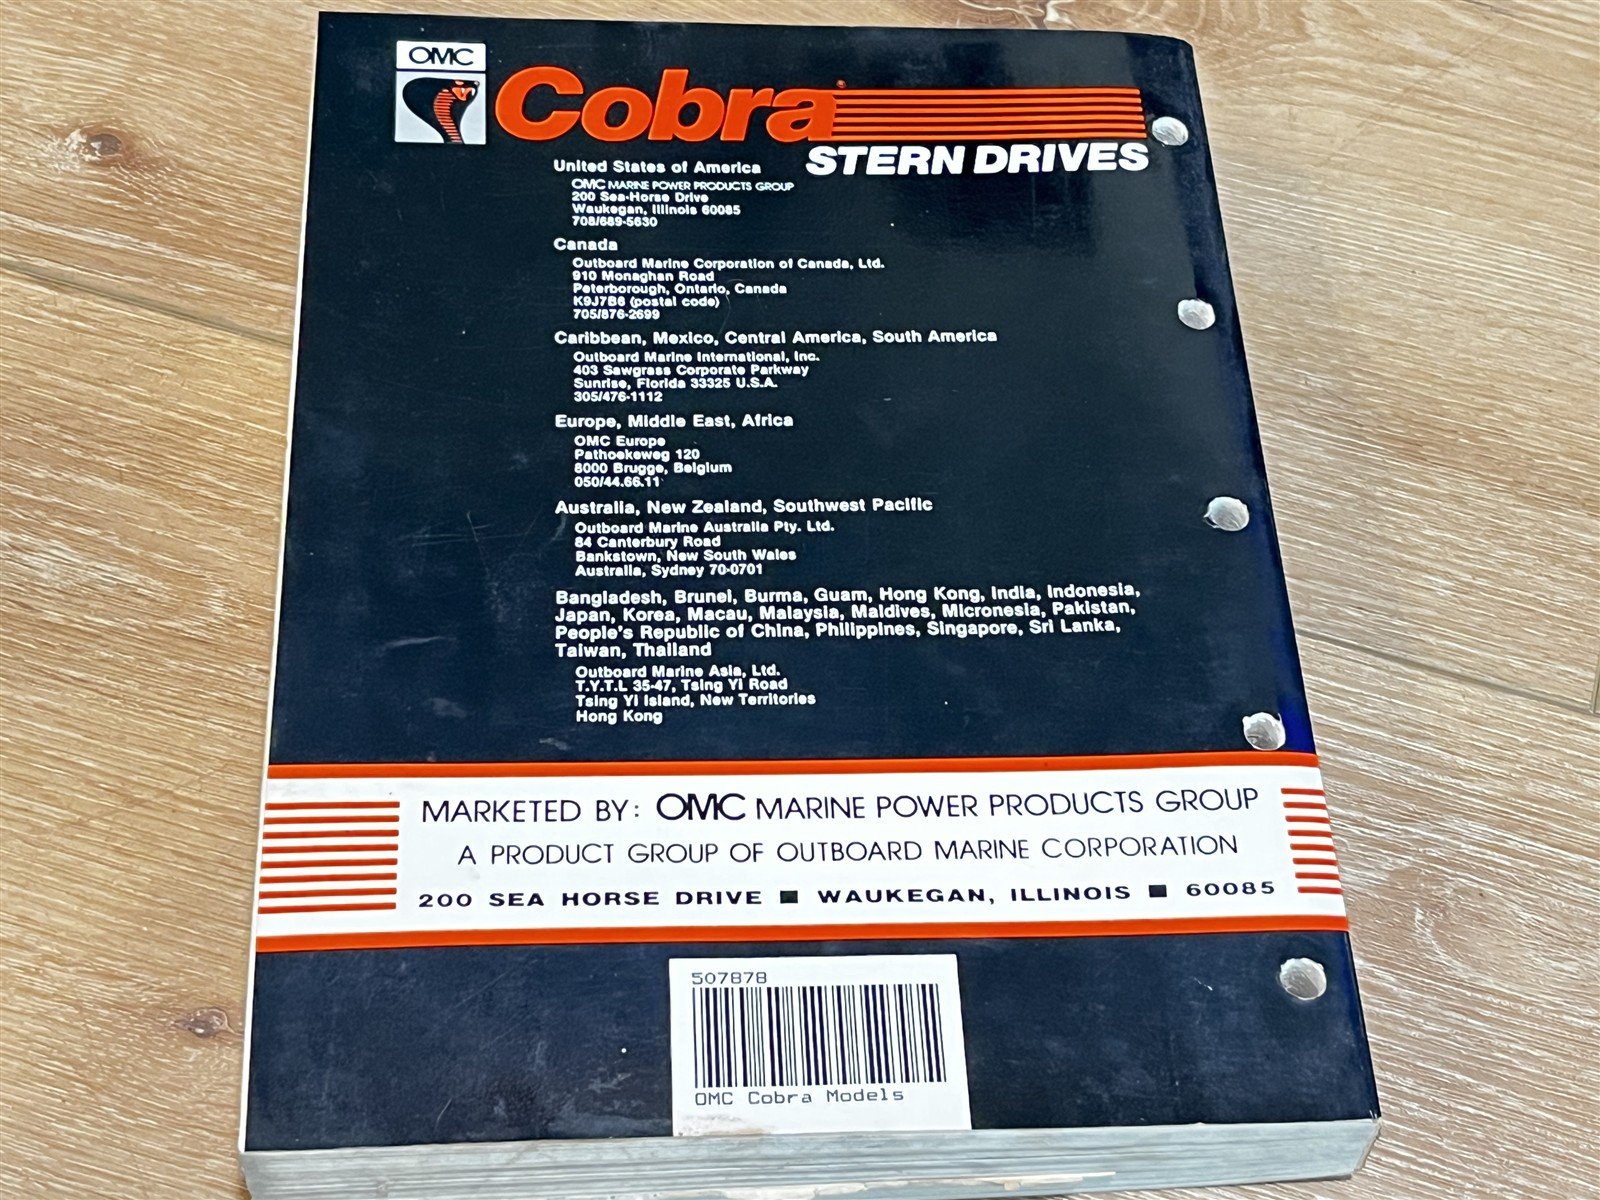 OMC
Cobra®
STERN DRIVES
United States of America
OMC MARINE POWER PRODUCTS GROUP
200 Sea-Horse Drive
Waukegan, Illinois 60085
708/689-5630
Canada
Outboard Marine Corporation of Canada, Ltd.
910 Monaghan Road
Peterborough, Ontario, Canada
K9J7B6 (postal code)
705/876-2699
Caribbean, Mexico, Central America, South America
Outboard Marine International, Inc.
403 Sawgrass Corporate Parkway
Sunrise, Florida 33325 U.S.A.
305/476-1112
Europe, Middle East, Africa
OMC Europe
Pathoekeweg 120
8000 Brugge, Belgium
050/44.66.11
Australia, New Zealand, Southwest Pacific
Outboard Marine Australia Pty. Ltd.
84 Canterbury Road
Bankstown, New South Wales
Australia, Sydney 70-0701
Bangladesh, Brunei, Burma, Guam, Hong Kong, India, Indonesia,
Japan, Korea, Macau, Malaysia, Maldives, Micronesia, Pakistan,
People's Republic of China, Philippines, Singapore, Sri Lanka,
Taiwan, Thailand
Outboard Marine Asia, Ltd.
T.Y.T.L 35-47, Tsing Yi Road
Tsing Yi Island, New Territories
Hong Kong
MARKETED BY: OMC MARINE POWER PRODUCTS GROUP
A PRODUCT GROUP OF OUTBOARD MARINE CORPORATION
200 SEA HORSE DRIVE ■ WAUKEGAN, ILLINOIS ■ 60085
507878
OMC Cobra Models